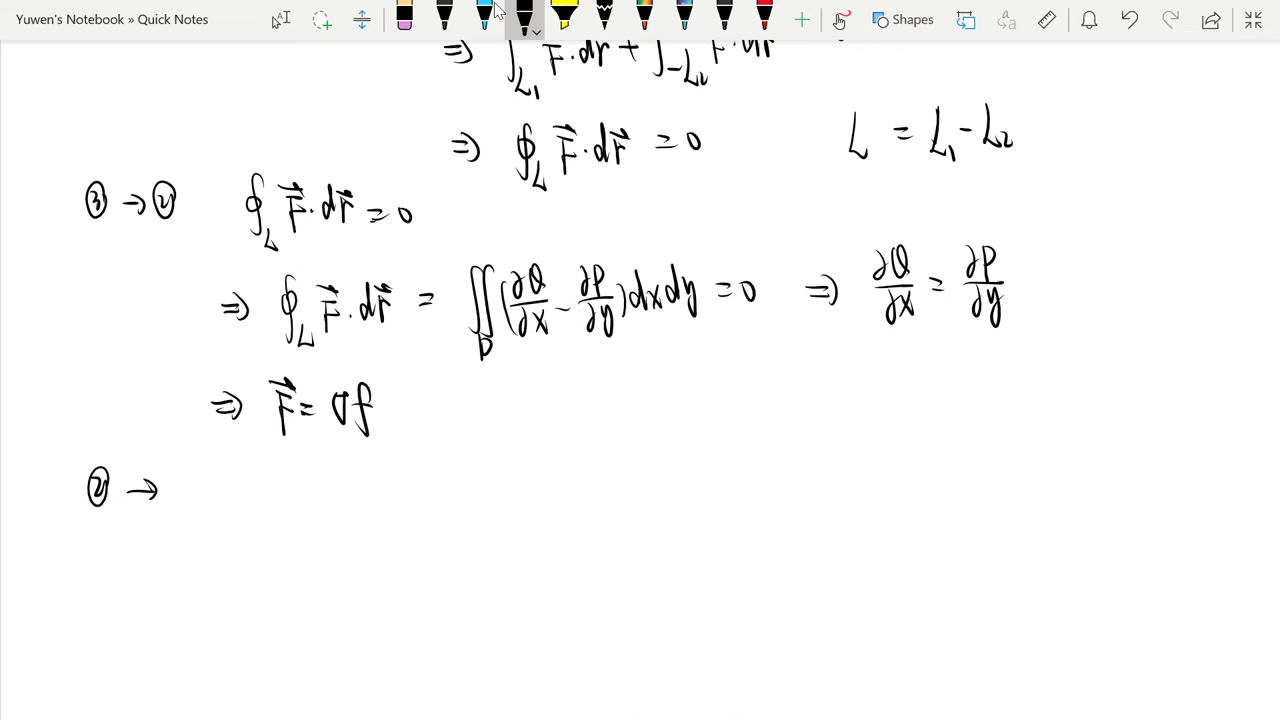 Yuwen's Notebook » Quick Notes
Shapes
⇒ ∫_{L₁} F·dr + ∫_{-L₂} F·dr
⇒ ∮_L F⃗·dr⃗ = 0 L = L₁ - L₂
③ → ② ∮_L F⃗·dr⃗ = 0
⇒ ∮_L F⃗·dr⃗ = ∬_D (∂Q/∂x - ∂P/∂y) dxdy = 0 ⇒ ∂Q/∂x = ∂P/∂y
⇒ F⃗ = ∇f
② →